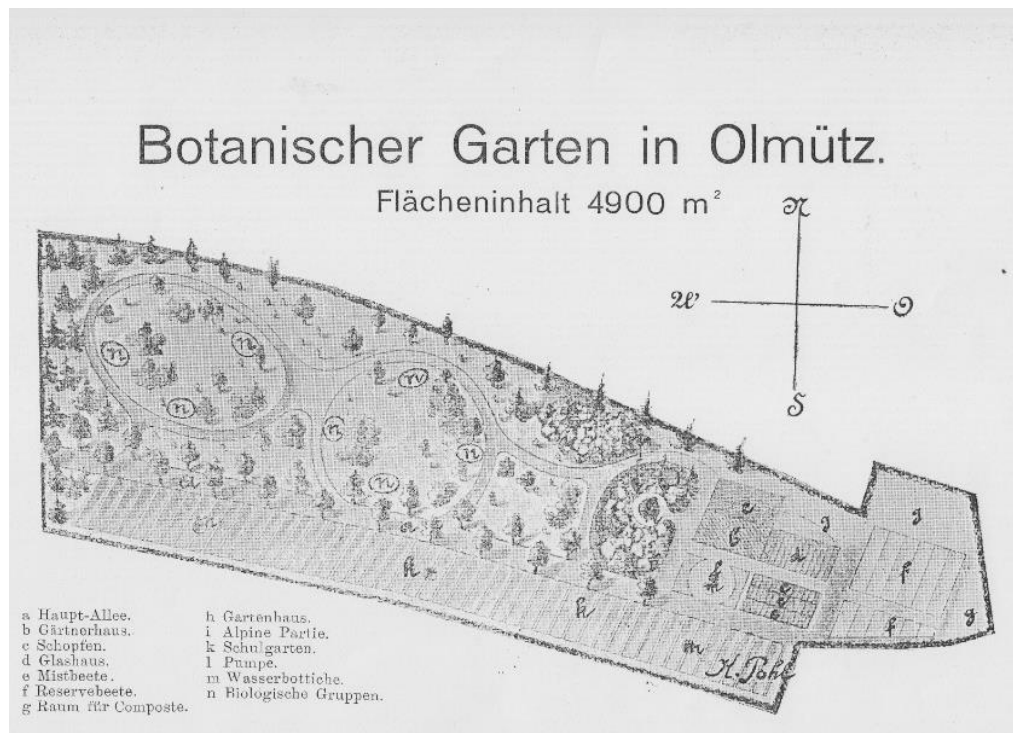 Botanischer Garten in Olmütz.
Flächeninhalt 4900 m²
N
W
O
S
n
n
n
n
n
n
n
a
a
m
k
k
m
c
b
d
g
g
f
f
g
e
K. Pohl
a Haupt-Allee.
b Gärtnerhaus.
c Schopfen.
d Glashaus.
e Mistbeete.
f Reservebeete.
g Raum für Composte.
h Gartenhaus.
i Alpine Partie.
k Schulgarten.
l Pumpe.
m Wasserbottiche.
n Biologische Gruppen.